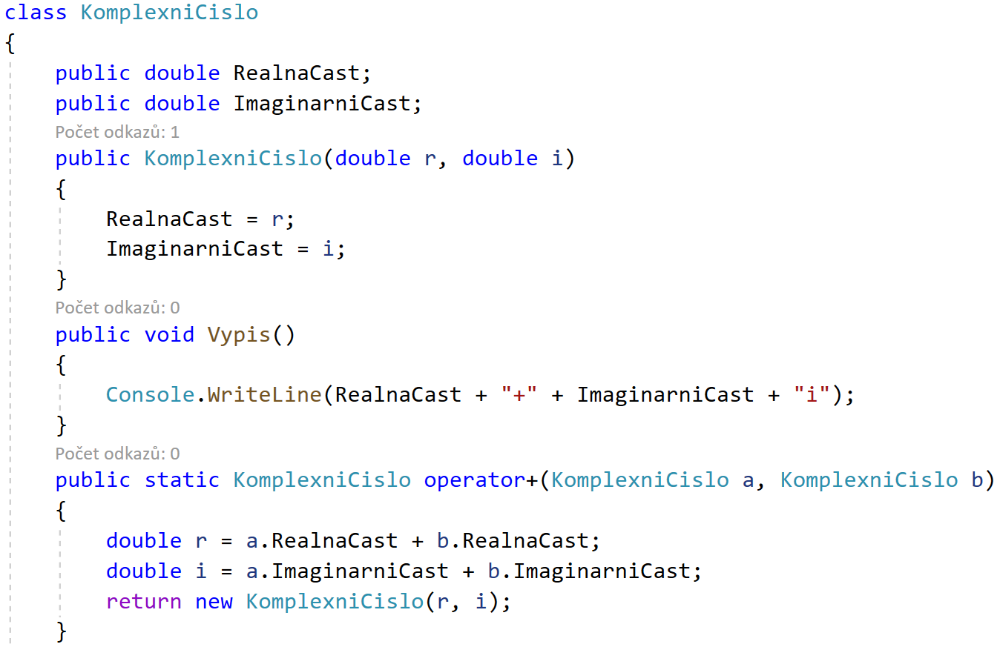 class KomplexniCislo
{
public double RealnaCast;
public double ImaginarniCast;
Počet odkazů: 1
public KomplexniCislo(double r, double i)
{
RealnaCast = r;
ImaginarniCast = i;
}
Počet odkazů: 0
public void Vypis()
{
Console.WriteLine(RealnaCast + "+" + ImaginarniCast + "i");
}
Počet odkazů: 0
public static KomplexniCislo operator+(KomplexniCislo a, KomplexniCislo b)
{
double r = a.RealnaCast + b.RealnaCast;
double i = a.ImaginarniCast + b.ImaginarniCast;
return new KomplexniCislo(r, i);
}